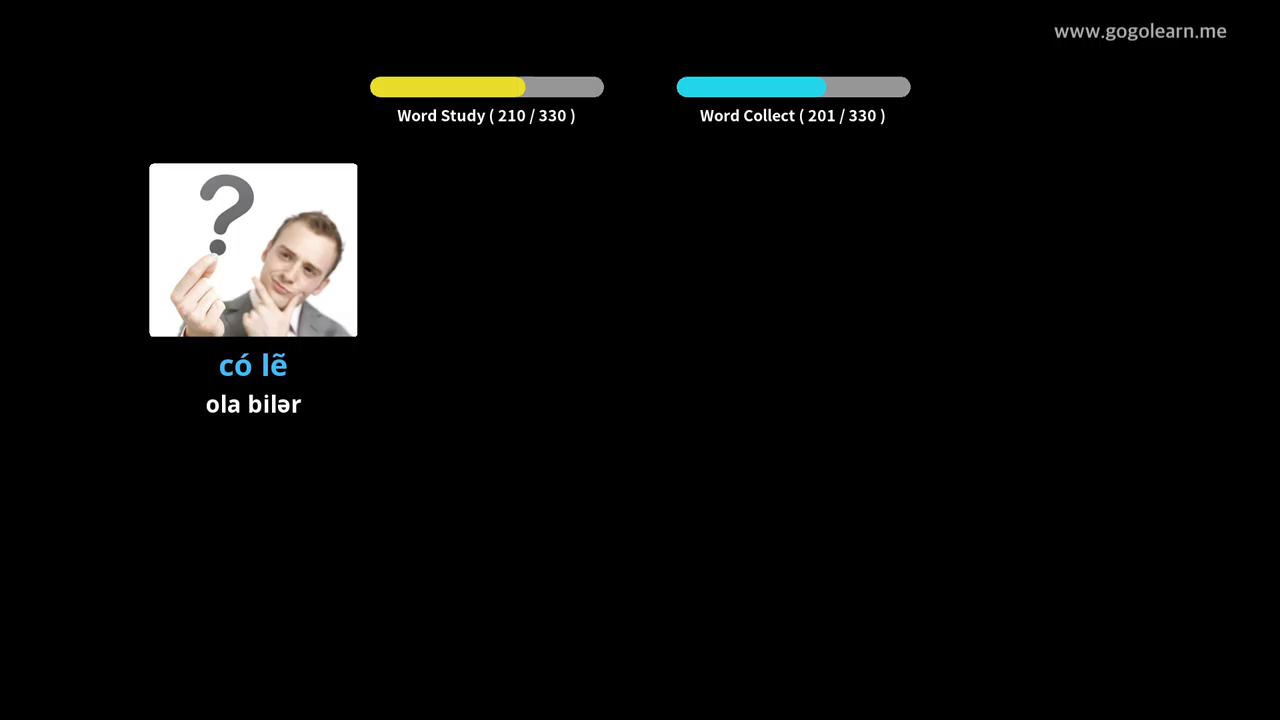 www.gogolearn.me
Word Study ( 210 / 330 )
Word Collect ( 201 / 330 )
?
có lẽ
ola bilər